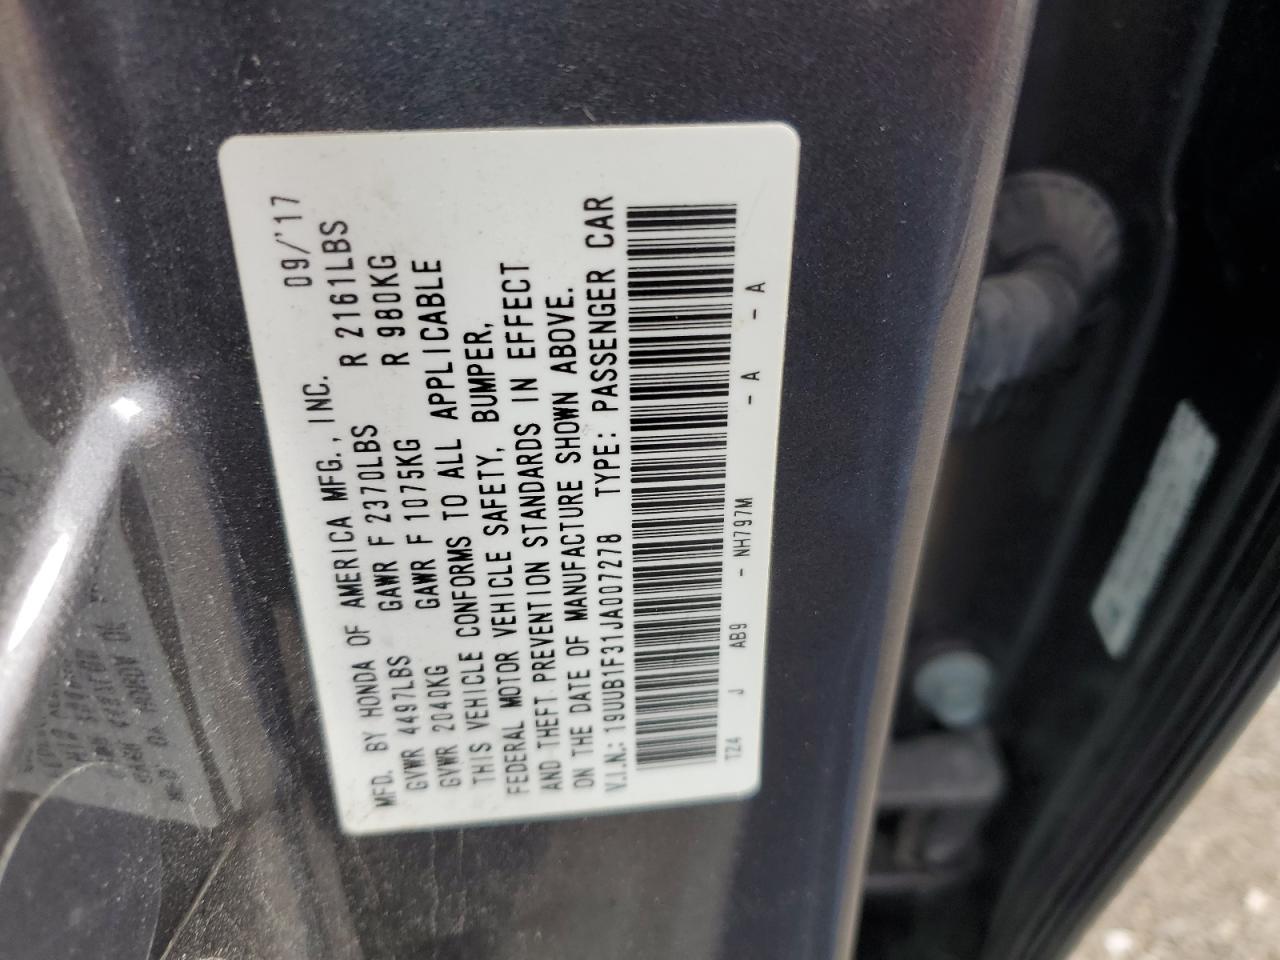 MFD. BY HONDA OF AMERICA MFG., INC. 09/'17
GVWR 4497LBS GAWR F 2370LBS R 2161LBS
GVWR 2040KG GAWR F 1075KG R 980KG
THIS VEHICLE CONFORMS TO ALL APPLICABLE
FEDERAL MOTOR VEHICLE SAFETY, BUMPER,
AND THEFT PREVENTION STANDARDS IN EFFECT
ON THE DATE OF MANUFACTURE SHOWN ABOVE.
V.I.N.: 19UUB1F31JA007278 TYPE: PASSENGER CAR
TZ4 J AB9 - NH797M - A - A